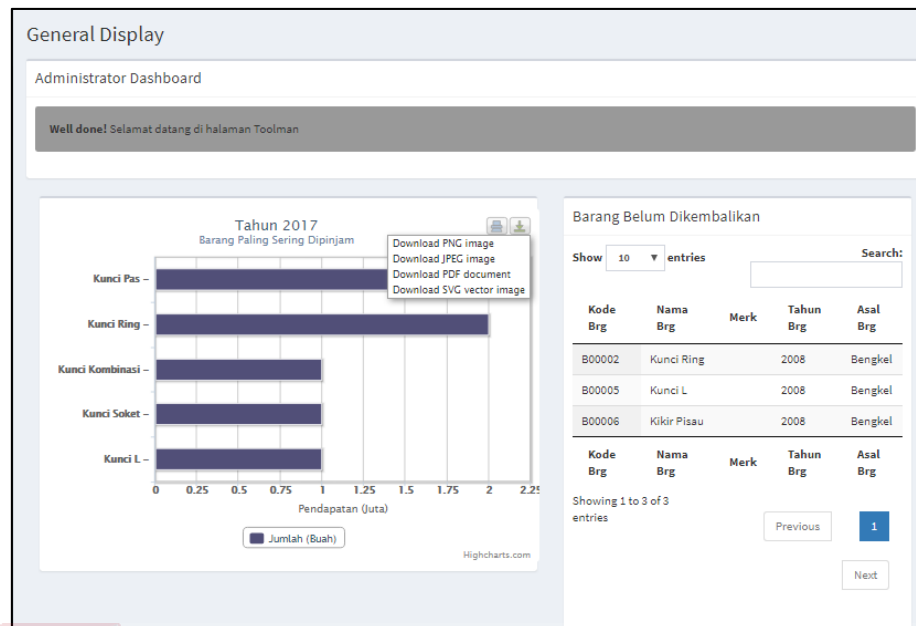 General Display
Administrator Dashboard
Well done! Selamat datang di halaman Toolman
Tahun 2017
Barang Paling Sering Dipinjam
Download PNG image
Download JPEG image
Download PDF document
Download SVG vector image
Kunci Pas
Kunci Ring
Kunci Kombinasi
Kunci Soket
Kunci L
0 0.25 0.5 0.75 1 1.25 1.5 1.75 2 2.25
Pendapatan (Juta)
Jumlah (Buah)
Highcharts.com
Barang Belum Dikembalikan
Show 10 entries
Search:
Kode Brg Nama Brg Merk Tahun Brg Asal Brg
B00002 Kunci Ring 2008 Bengkel
B00005 Kunci L 2008 Bengkel
B00006 Kikir Pisau 2008 Bengkel
Kode Brg Nama Brg Merk Tahun Brg Asal Brg
Showing 1 to 3 of 3
entries
Previous 1
Next